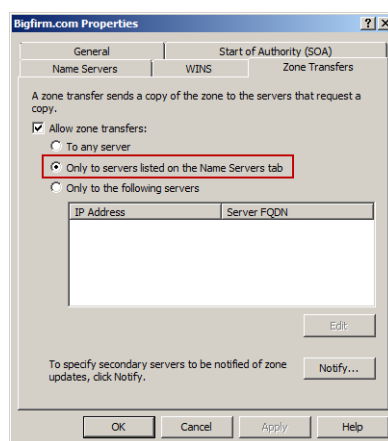 Bigfirm.com Properties
General
Start of Authority (SOA)
Name Servers
WINS
Zone Transfers
A zone transfer sends a copy of the zone to the servers that request a
copy.
Allow zone transfers:
To any server
Only to servers listed on the Name Servers tab
Only to the following servers
IP Address
Server FQDN
Edit
To specify secondary servers to be notified of zone
updates, click Notify.
Notify...
OK
Cancel
Apply
Help